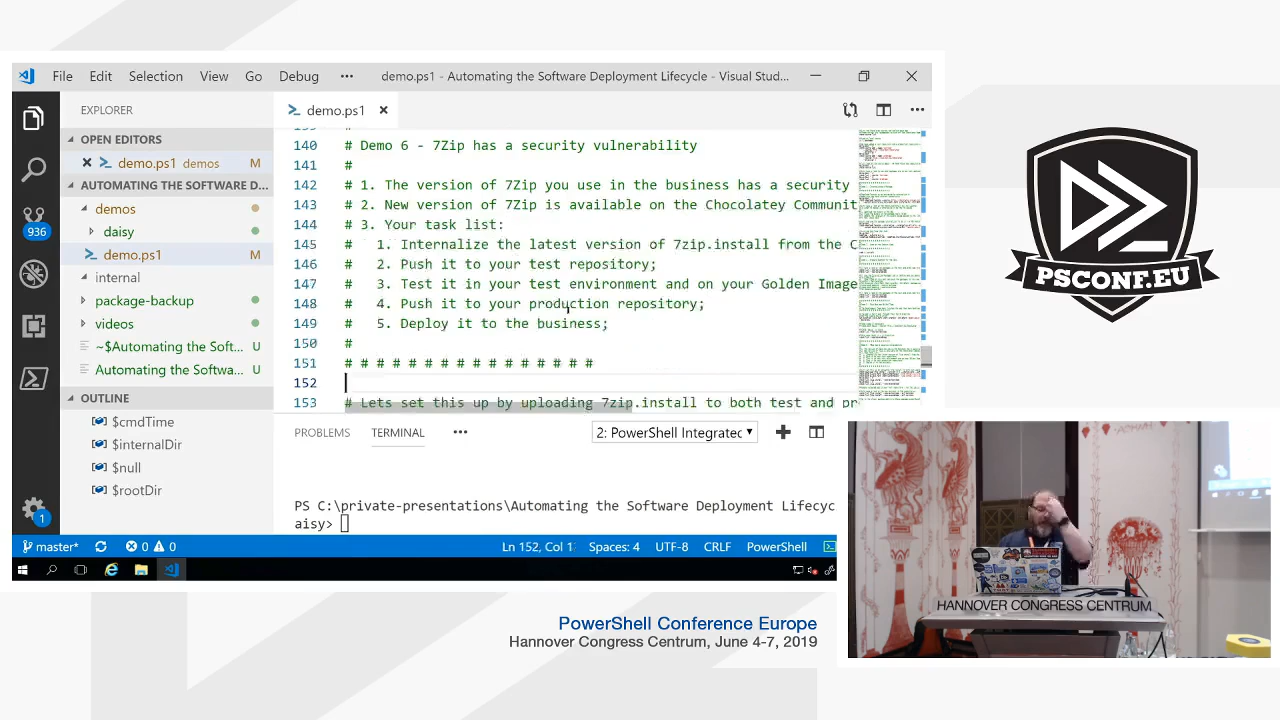 File Edit Selection View Go Debug ••• demo.ps1 - Automating the Software Deployment Lifecycle - Visual Stud...
EXPLORER
OPEN EDITORS
demo.ps1 M
AUTOMATING THE SOFTWARE D...
demos
daisy
demo.ps1 M
internal
package-Backup
videos
~$Automating the S... U
Automating the Soft... U
OUTLINE
$cmdTime
$internalDir
$null
$rootDir
936
1
demo.ps1
139 #
140 # Demo 6 - 7Zip has a security vulnerability
141 #
142 # 1. The version of 7Zip you use in the business has a security
143 # 2. New version of 7Zip is available on the Chocolatey Communit
144 # 3. Your task list:
145 # 1. Internalize the latest version of 7zip.install from the C
146 # 2. Push it to your test repository;
147 # 3. Test it in your test environment and on your Golden Image
148 # 4. Push it to your production repository;
149 # 5. Deploy it to the business;
150 #
151 # # # # # # # # # # # # # # # # # #
152
153 # Lets set this up by uploading 7zip.install to both test and pr
PROBLEMS TERMINAL ••• 2: PowerShell Integrated
PS C:\private-presentations\Automating the Software Deployment Lifecyc
aisy>
master* 0 0 Ln 152, Col 1 Spaces: 4 UTF-8 CRLF PowerShell
PSCONF.EU
HANNOVER CONGRESS CENTRUM
PowerShell Conference Europe
Hannover Congress Centrum, June 4-7, 2019